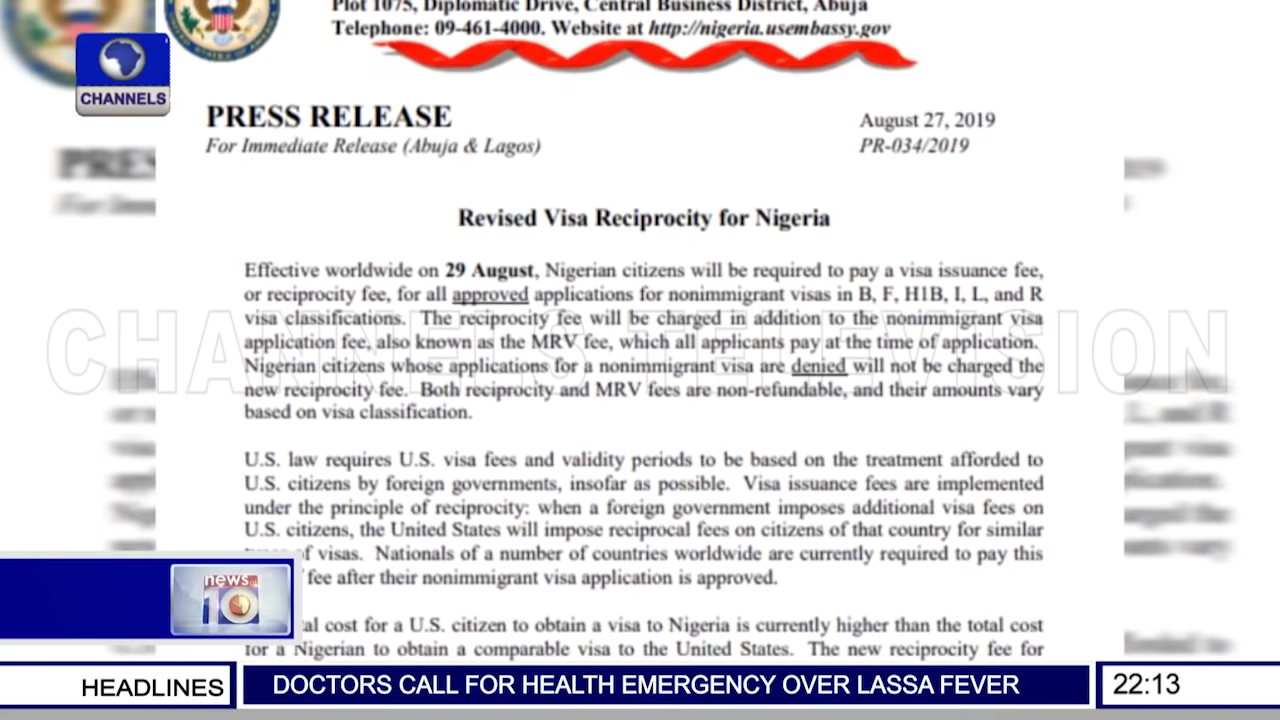 Plot 1075, Diplomatic Drive, Central Business District, Abuja
Telephone: 09-461-4000. Website at http://nigeria.usembassy.gov
CHANNELS
PRESS RELEASE
August 27, 2019
For Immediate Release (Abuja & Lagos)
PR-034/2019
Revised Visa Reciprocity for Nigeria
Effective worldwide on 29 August, Nigerian citizens will be required to pay a visa issuance fee,
or reciprocity fee, for all approved applications for nonimmigrant visas in B, F, H1B, I, L, and R
visa classifications. The reciprocity fee will be charged in addition to the nonimmigrant visa
application fee, also known as the MRV fee, which all applicants pay at the time of application.
Nigerian citizens whose applications for a nonimmigrant visa are denied will not be charged the
new reciprocity fee. Both reciprocity and MRV fees are non-refundable, and their amounts vary
based on visa classification.
CHANNELS TELEVISION
U.S. law requires U.S. visa fees and validity periods to be based on the treatment afforded to
U.S. citizens by foreign governments, insofar as possible. Visa issuance fees are implemented
under the principle of reciprocity: when a foreign government imposes additional visa fees on
U.S. citizens, the United States will impose reciprocal fees on citizens of that country for similar
of visas. Nationals of a number of countries worldwide are currently required to pay this
fee after their nonimmigrant visa application is approved.
cost for a U.S. citizen to obtain a visa to Nigeria is currently higher than the total cost
for a Nigerian to obtain a comparable visa to the United States. The new reciprocity fee for
news at
10
HEADLINES
DOCTORS CALL FOR HEALTH EMERGENCY OVER LASSA FEVER
22:13